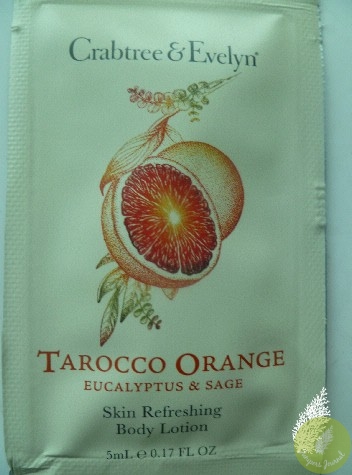 Crabtree & Evelyn®
TAROCCO ORANGE
EUCALYPTUS & SAGE
Skin Refreshing
Body Lotion
5mL ℮ 0.17 FL OZ